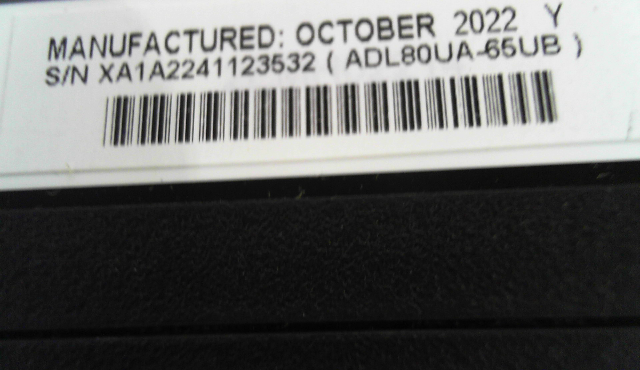 MANUFACTURED: OCTOBER 2022 Y
S/N XA1A2241123532 ( ADL80UA-65UB )